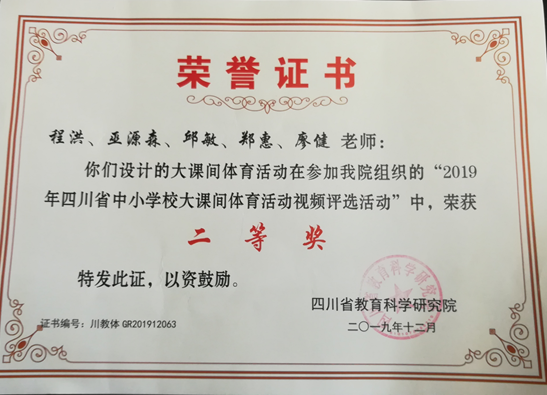 荣誉证书
程洪、巫源森、邱敏、郑惠、廖健 老师：
你们设计的大课间体育活动在参加我院组织的“2019
年四川省中小学校大课间体育活动视频评选活动”中，荣获
二等奖
特发此证，以资鼓励。
四川省教育科学研究院
证书编号：川教体 GR201912063
二〇一九年十二月